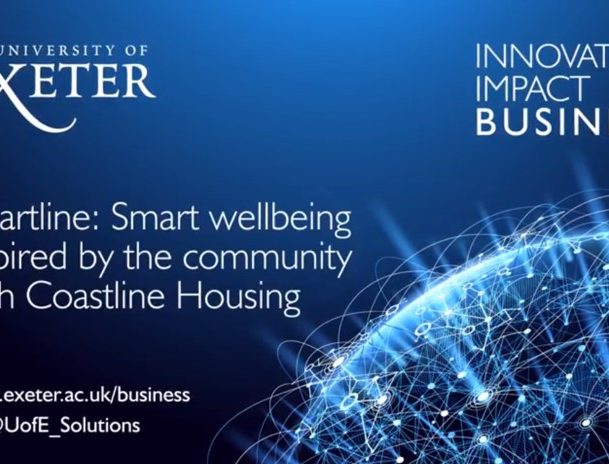 UNIVERSITY OF
XETER
INNOVAT
IMPACT
BUSIN
artline: Smart wellbeing
pired by the community
h Coastline Housing
.exeter.ac.uk/business
@UofE_Solutions